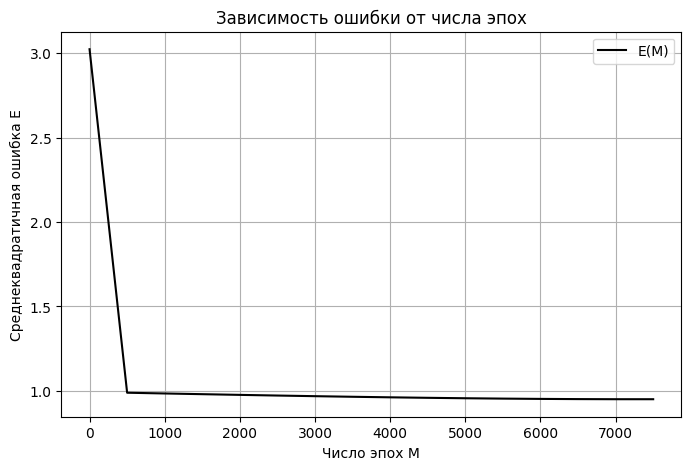 Зависимость ошибки от числа эпох
E(M)
Среднеквадратичная ошибка E
3.0
2.5
2.0
1.5
1.0
0 1000 2000 3000 4000 5000 6000 7000
Число эпох M